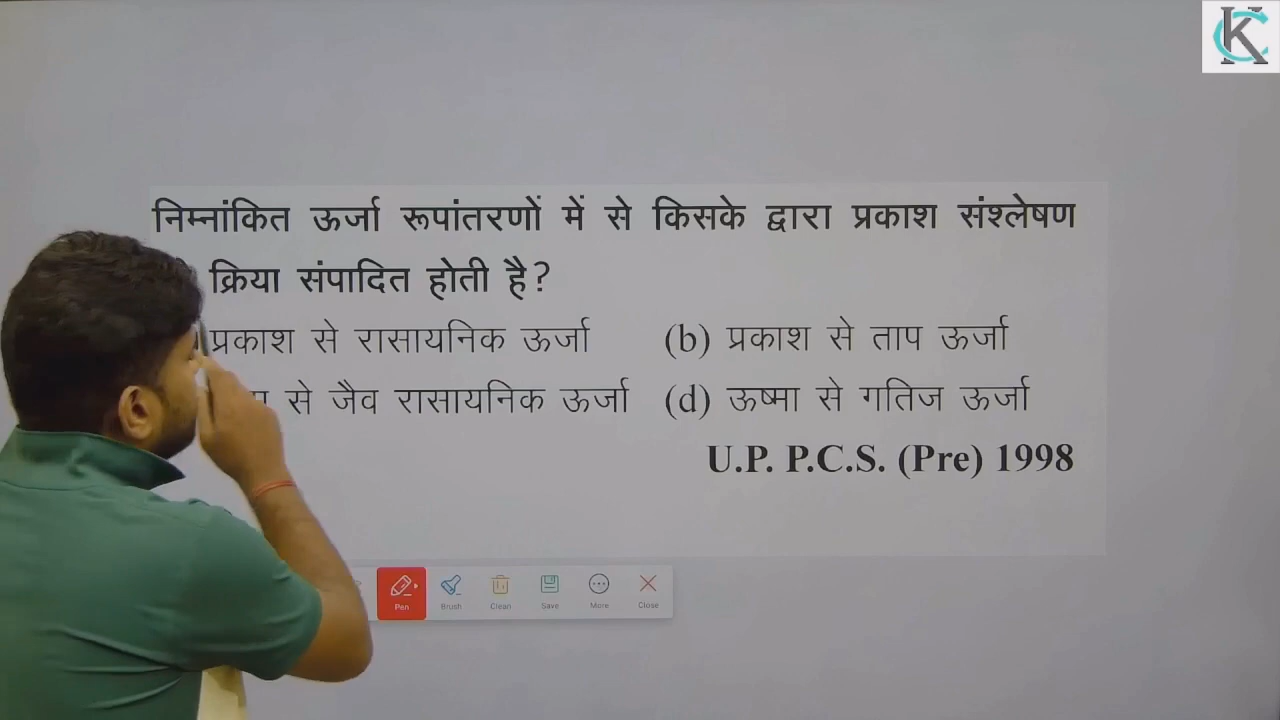 निम्नांकित ऊर्जा रूपांतरणों में से किसके द्वारा प्रकाश संश्लेषण
क्रिया संपादित होती है?
प्रकाश से रासायनिक ऊर्जा (b) प्रकाश से ताप ऊर्जा
से जैव रासायनिक ऊर्जा (d) ऊष्मा से गतिज ऊर्जा
U.P. P.C.S. (Pre) 1998
Pen Brush Clean Save More Close
KC